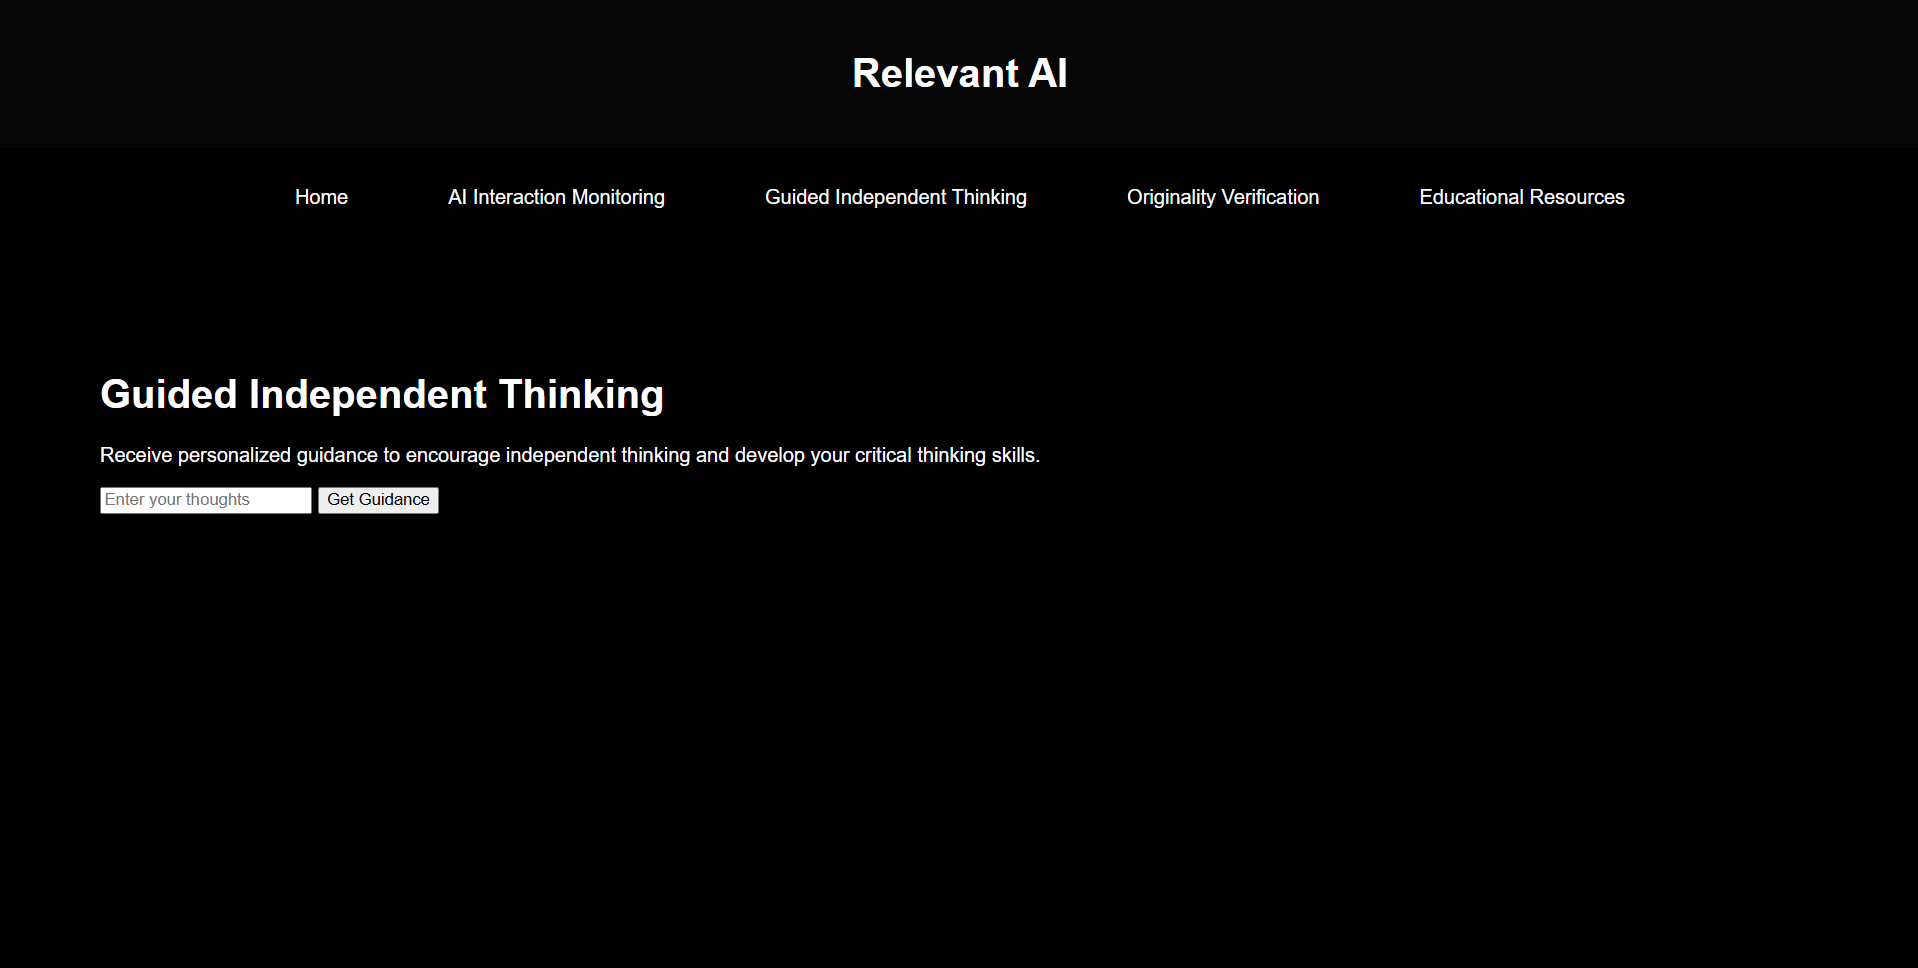 Relevant AI
Home AI Interaction Monitoring Guided Independent Thinking Originality Verification Educational Resources
Guided Independent Thinking
Receive personalized guidance to encourage independent thinking and develop your critical thinking skills.
Enter your thoughts Get Guidance